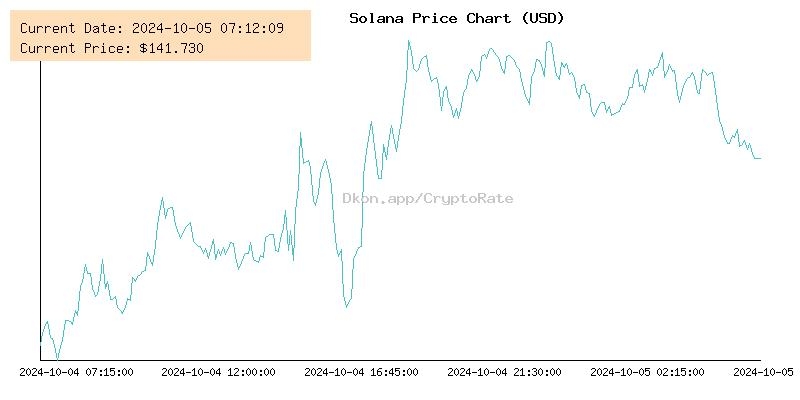 Solana Price Chart (USD)
Current Date: 2024-10-05 07:12:09
Current Price: $141.730
Dkon.app/CryptoRate
2024-10-04 07:15:00 2024-10-04 12:00:00 2024-10-04 16:45:00 2024-10-04 21:30:00 2024-10-05 02:15:00 2024-10-05